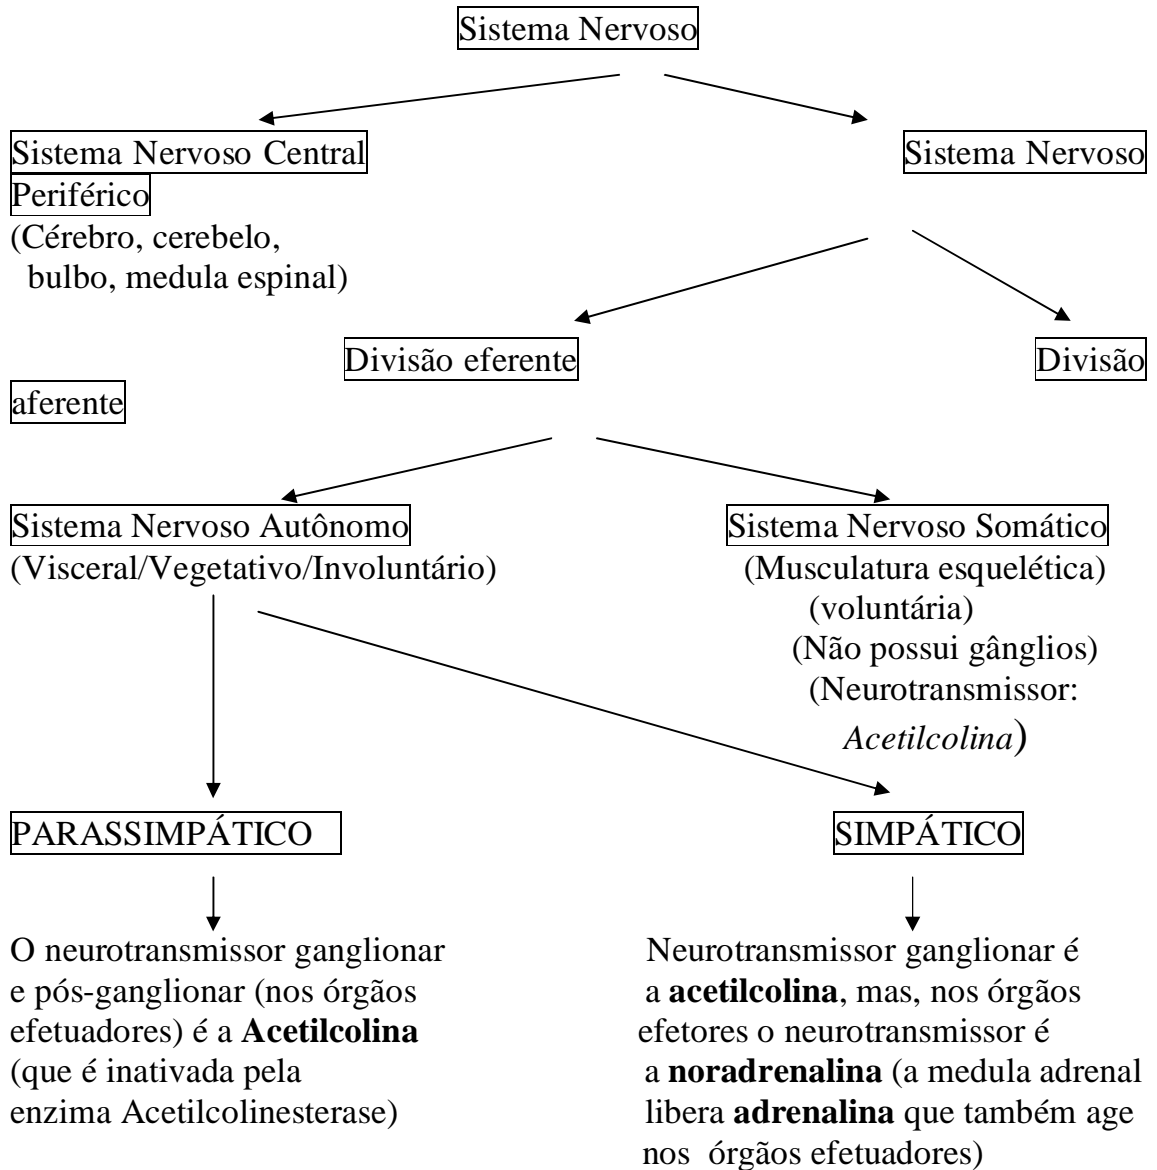 Sistema Nervoso
Sistema Nervoso Central Sistema Nervoso
Periférico
(Cérebro, cerebelo,
bulbo, medula espinal)
Divisão eferente Divisão
aferente
Sistema Nervoso Autônomo Sistema Nervoso Somático
(Visceral/Vegetativo/Involuntário) (Musculatura esquelética)
(voluntária)
(Não possui gânglios)
(Neurotransmissor:
Acetilcolina)
PARASSIMPÁTICO SIMPÁTICO
O neurotransmissor ganglionar Neurotransmissor ganglionar é
e pós-ganglionar (nos órgãos a acetilcolina, mas, nos órgãos
efetuadores) é a Acetilcolina efetores o neurotransmissor é
(que é inativada pela a noradrenalina (a medula adrenal
enzima Acetilcolinesterase) libera adrenalina que também age
nos órgãos efetuadores)